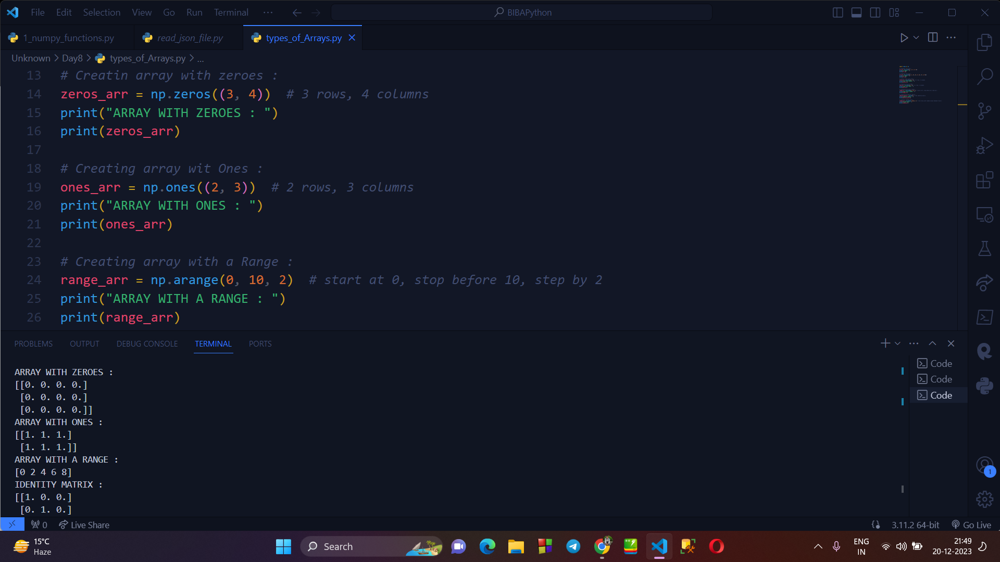 File Edit Selection View Go Run Terminal ··· BIBAPython
1_numpy_functions.py read_json_file.py types_of_Arrays.py
Unknown > Day8 > types_of_Arrays.py > ...
13 # Creatin array with zeroes :
14 zeros_arr = np.zeros((3, 4))  # 3 rows, 4 columns
15 print("ARRAY WITH ZEROES : ")
16 print(zeros_arr)
17
18 # Creating array wit Ones :
19 ones_arr = np.ones((2, 3))  # 2 rows, 3 columns
20 print("ARRAY WITH ONES : ")
21 print(ones_arr)
22
23 # Creating array with a Range :
24 range_arr = np.arange(0, 10, 2)  # start at 0, stop before 10, step by 2
25 print("ARRAY WITH A RANGE : ")
26 print(range_arr)
PROBLEMS OUTPUT DEBUG CONSOLE TERMINAL PORTS
ARRAY WITH ZEROES :
[[0. 0. 0. 0.]
 [0. 0. 0. 0.]
 [0. 0. 0. 0.]]
ARRAY WITH ONES :
[[1. 1. 1.]
 [1. 1. 1.]]
ARRAY WITH A RANGE :
[0 2 4 6 8]
IDENTITY MATRIX :
[[1. 0. 0.]
 [0. 1. 0.]
Code
Code
Code
1
0 Live Share 3.11.2 64-bit Go Live
15°C
Haze
Search
ENG
IN
21:49
20-12-2023